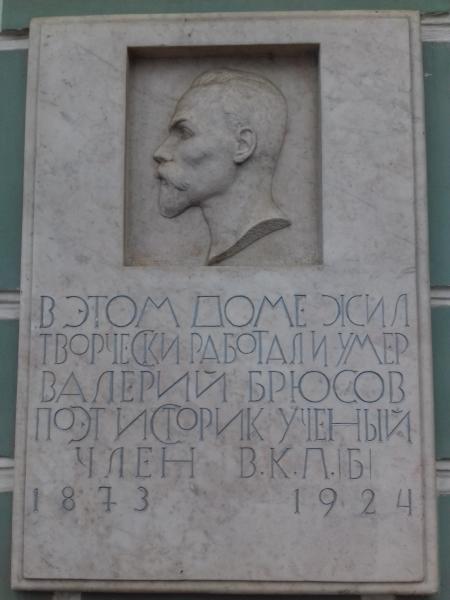 В ЭТОМ ДОМЕ ЖИЛ
ТВОРЧЕСКИ РАБОТАЛ И УМЕР
ВАЛЕРИЙ БРЮСОВ
ПОЭТ ИСТОРИК УЧЕНЫЙ
ЧЛЕН В.К.П.(Б)
1873 1924